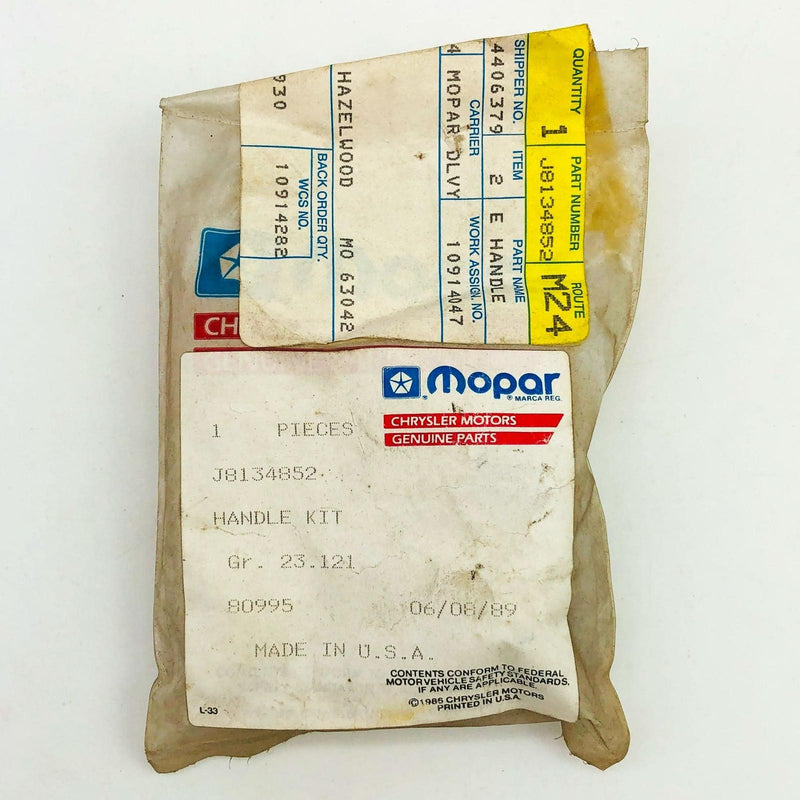 QUANTITY 1 PART NUMBER J8134852 ROUTE M24
SHIPPER NO. 4406379 ITEM 2 PART NAME E HANDLE
CARRIER 4 MOPAR DLVY WORK ASSIGN. NO. 10914047
HAZELWOOD MO 63042
BACK ORDER QTY.
WCS NO. 10914282
930
CH
Mopar
® MARCA REG.
CHRYSLER MOTORS
GENUINE PARTS
1 PIECES
J8134852
HANDLE KIT
Gr. 23.121
80995 06/08/89
MADE IN U.S.A.
CONTENTS CONFORM TO FEDERAL
MOTOR VEHICLE SAFETY STANDARDS.
IF ANY ARE APPLICABLE.
©1985 CHRYSLER MOTORS
PRINTED IN U.S.A.
L-33